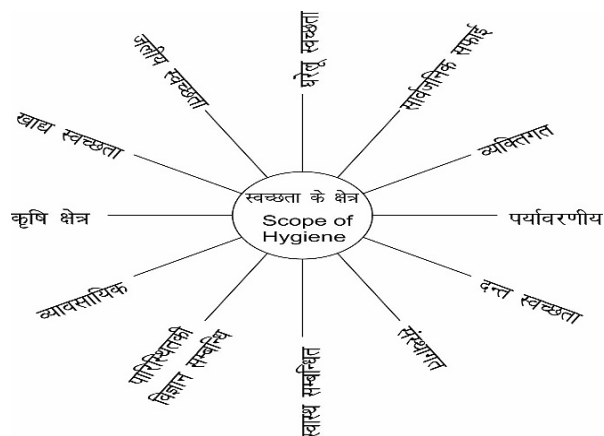 स्वच्छता के क्षेत्र
Scope of
Hygiene
घरेलू स्वच्छता
सार्वजनिक सफाई
व्यक्तिगत
पर्यावरणीय
दन्त स्वच्छता
संस्थागत
स्वास्थ सम्बन्धित
पारिस्थितकी
विज्ञान सम्बन्धि
व्यावसायिक
कृषि क्षेत्र
खाद्य स्वच्छता
जलीय स्वच्छता